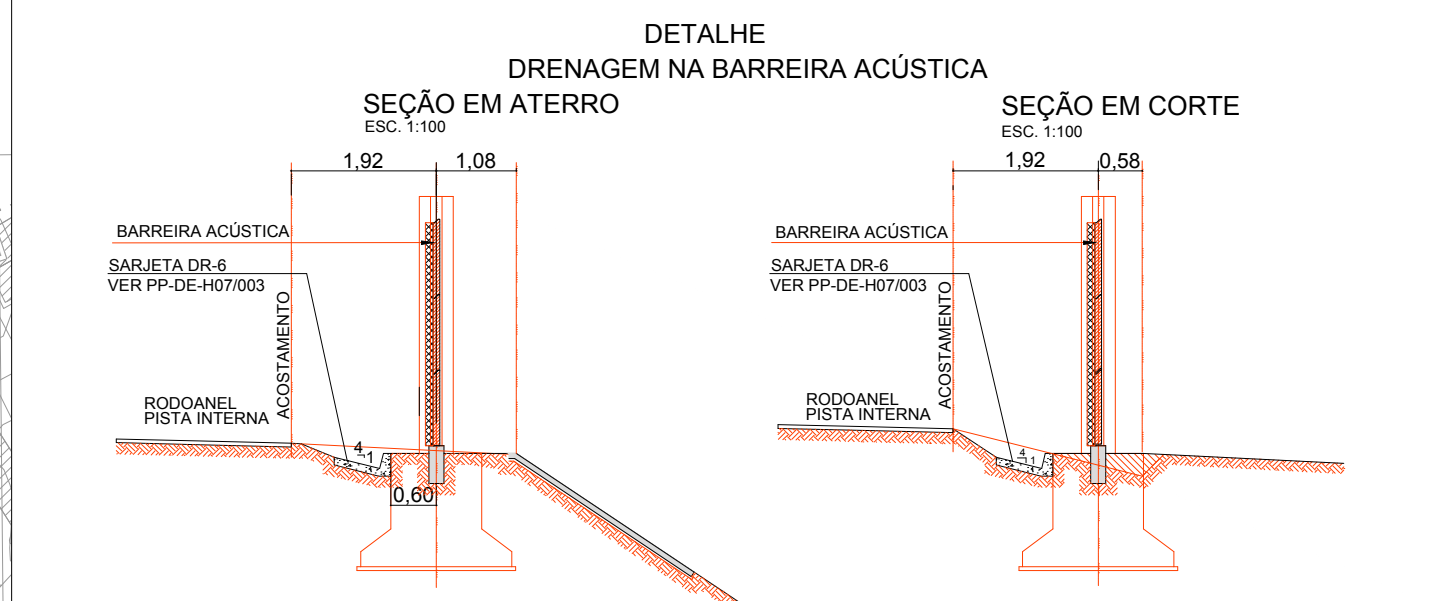 DETALHE
DRENAGEM NA BARREIRA ACÚSTICA
SEÇÃO EM ATERRO
ESC. 1:100
1,92
1,08
BARREIRA ACÚSTICA
SARJETA DR-6
VER PP-DE-H07/003
ACOSTAMENTO
RODOANEL
PISTA INTERNA
4
1
0,60
SEÇÃO EM CORTE
ESC. 1:100
1,92
0,58
BARREIRA ACÚSTICA
SARJETA DR-6
VER PP-DE-H07/003
ACOSTAMENTO
RODOANEL
PISTA INTERNA
4
1